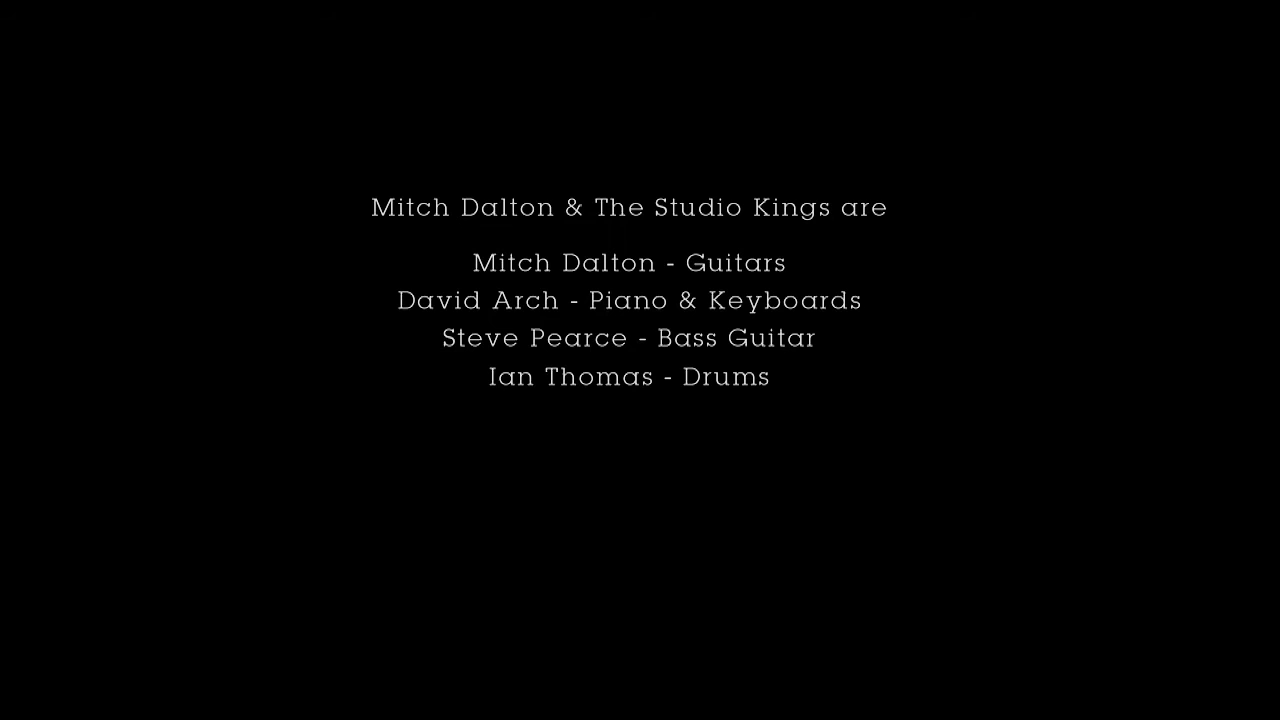 Mitch Dalton & The Studio Kings are
Mitch Dalton - Guitars
David Arch - Piano & Keyboards
Steve Pearce - Bass Guitar
Ian Thomas - Drums